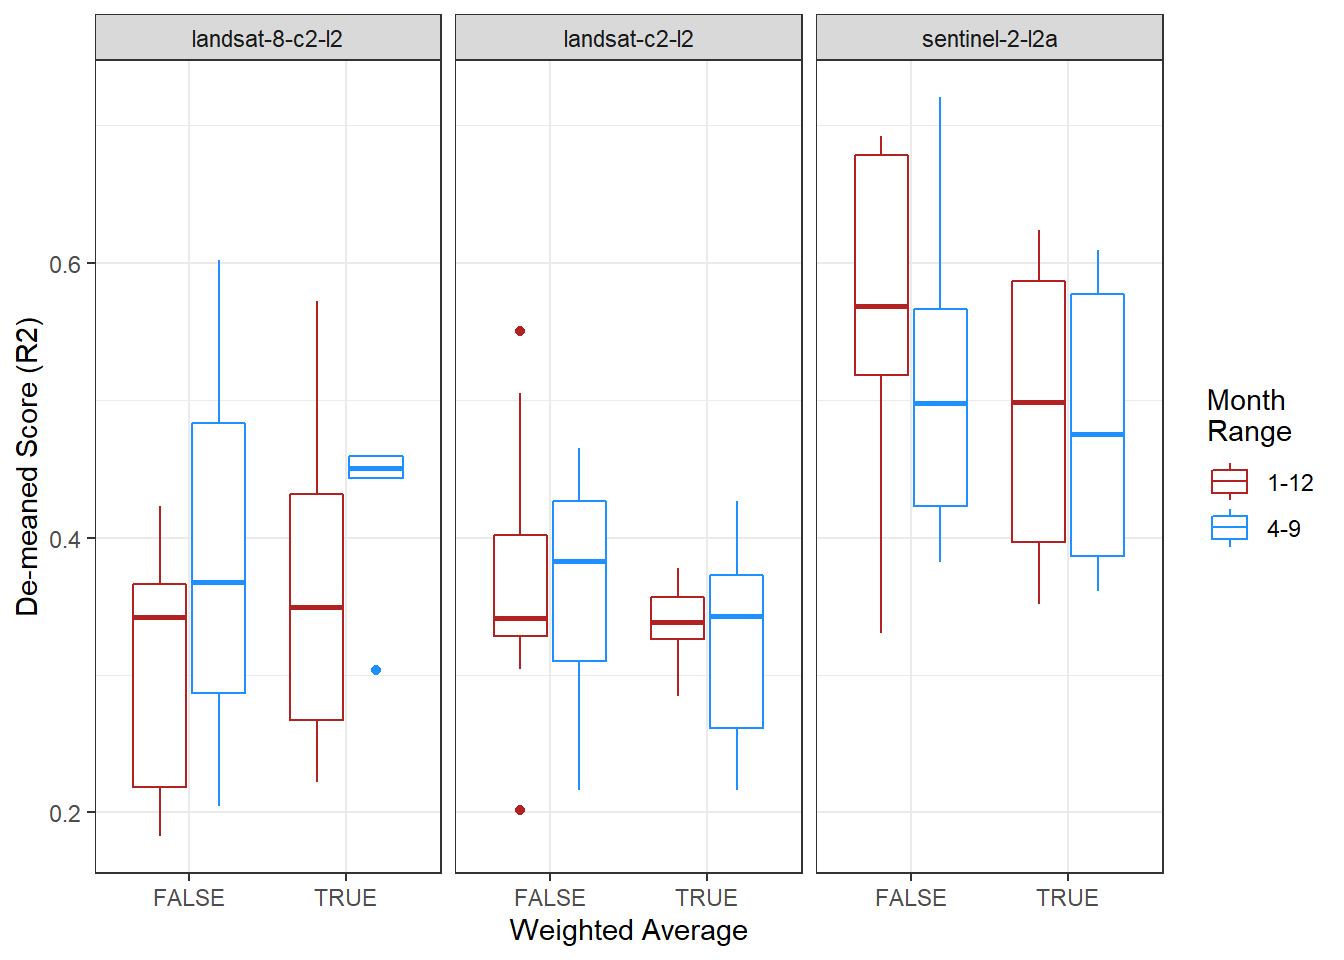 landsat-8-c2-l2
landsat-c2-l2
sentinel-2-l2a
De-meaned Score (R2)
0.6
0.4
0.2
FALSE
TRUE
FALSE
TRUE
FALSE
TRUE
Weighted Average
Month
Range
1-12
4-9